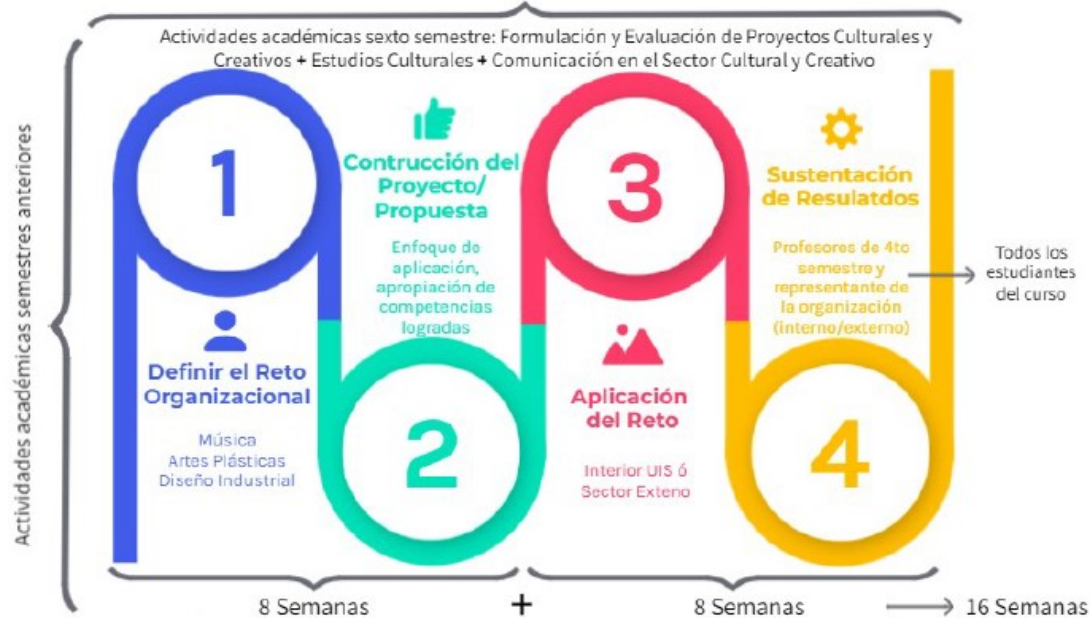 Actividades académicas sexto semestre: Formulación y Evaluación de Proyectos Culturales y
Creativos + Estudios Culturales + Comunicación en el Sector Cultural y Creativo
Actividades académicas semestres anteriores
1
Definir el Reto
Organizacional
Música
Artes Plásticas
Diseño Industrial
Contrucción del
Proyecto/
Propuesta
Enfoque de
aplicación,
apropiación de
competencias
logradas
2
3
Aplicación
del Reto
Interior UIS ó
Sector Exteno
Sustentación
de Resulatdos
Profesores de 4to
semestre y
representante de
la organización
(interno/externo)
4
Todos los
estudiantes
del curso
8 Semanas
+
8 Semanas
16 Semanas